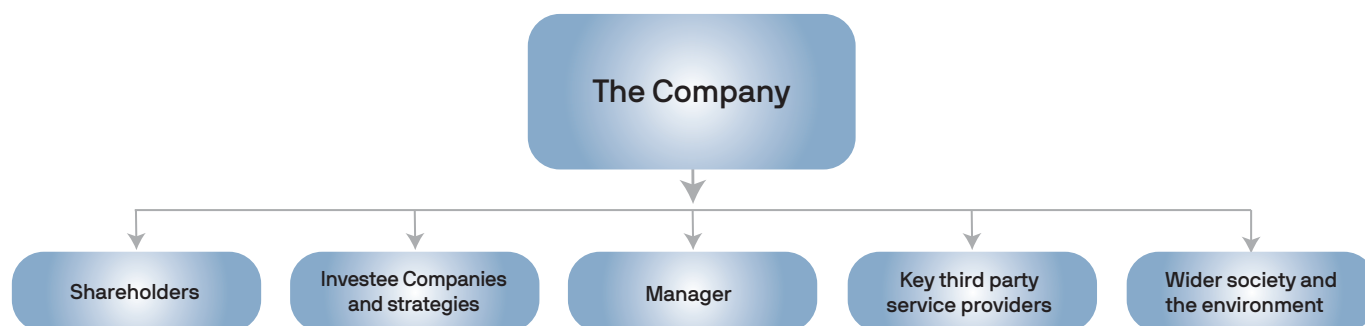 The Company
Shareholders
Investee Companies
and strategies
Manager
Key third party
service providers
Wider society and
the environment